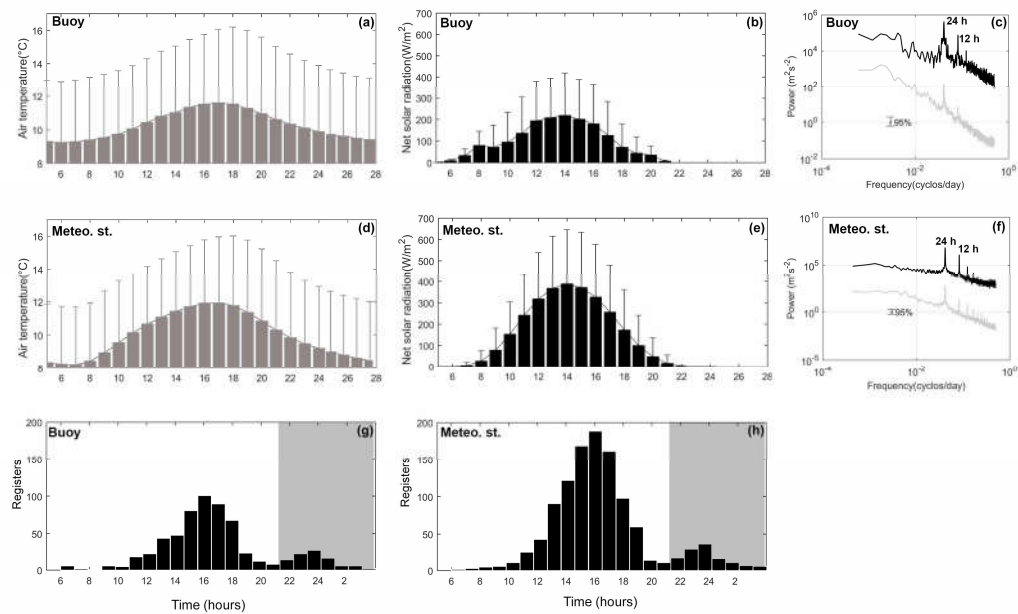 Buoy (a)
Air temperature(°C)
16
14
12
10
8
6 8 10 12 14 16 18 20 22 24 26 28
Buoy (b)
Net solar radiation(W/m²)
700
600
500
400
300
200
100
0
6 8 10 12 14 16 18 20 22 24 26 28
Buoy (c)
24 h
12 h
95%
Power (m²s-²)
10⁶
10⁴
10²
10⁰
10-²
10-⁴ 10-² 10⁰
Frequency(cyclos/day)
Meteo. st. (d)
Air temperature(°C)
16
14
12
10
8
6 8 10 12 14 16 18 20 22 24 26 28
Meteo. st. (e)
Net solar radiation(W/m²)
700
600
500
400
300
200
100
0
6 8 10 12 14 16 18 20 22 24 26 28
Meteo. st. (f)
24 h
12 h
95%
Power (m²s-²)
10¹⁰
10⁵
10⁰
10-⁵
10-⁴ 10-² 10⁰
Frequency(cyclos/day)
Buoy (g)
Registers
200
150
100
50
0
6 8 10 12 14 16 18 20 22 24 2
Time (hours)
Meteo. st. (h)
Registers
200
150
100
50
0
6 8 10 12 14 16 18 20 22 24 2
Time (hours)